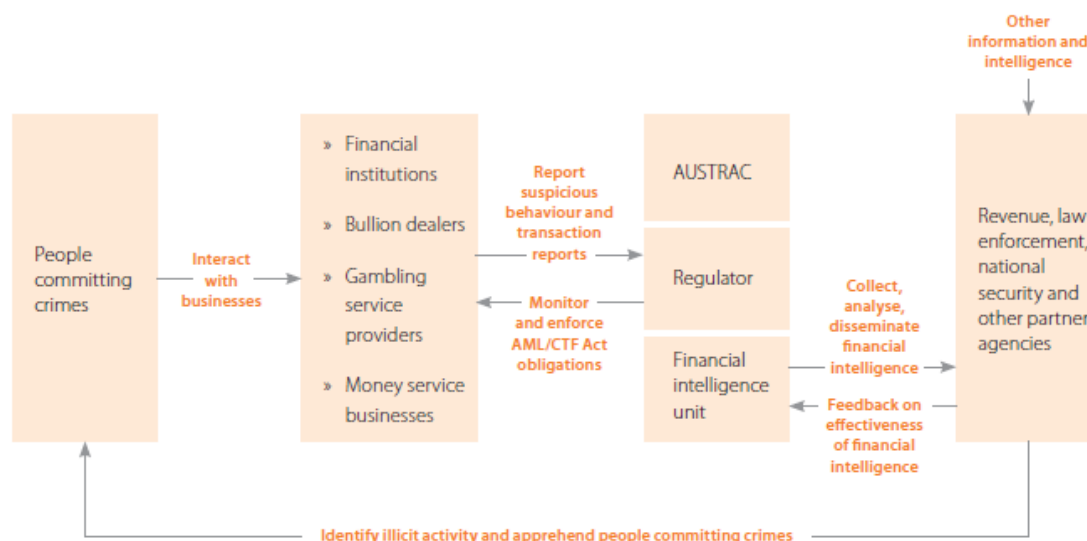 Other
information and
intelligence
People
committing
crimes
Interact
with
businesses
» Financial
institutions
» Bullion dealers
» Gambling
service
providers
» Money service
businesses
Report
suspicious
behaviour and
transaction
reports
Monitor
and enforce
AML/CTF Act
obligations
AUSTRAC
Regulator
Financial
intelligence
unit
Collect,
analyse,
disseminate
financial
intelligence
Feedback on
effectiveness
of financial
intelligence
Revenue, law
enforcement,
national
security and
other partner
agencies
Identify illicit activity and apprehend people committing crimes